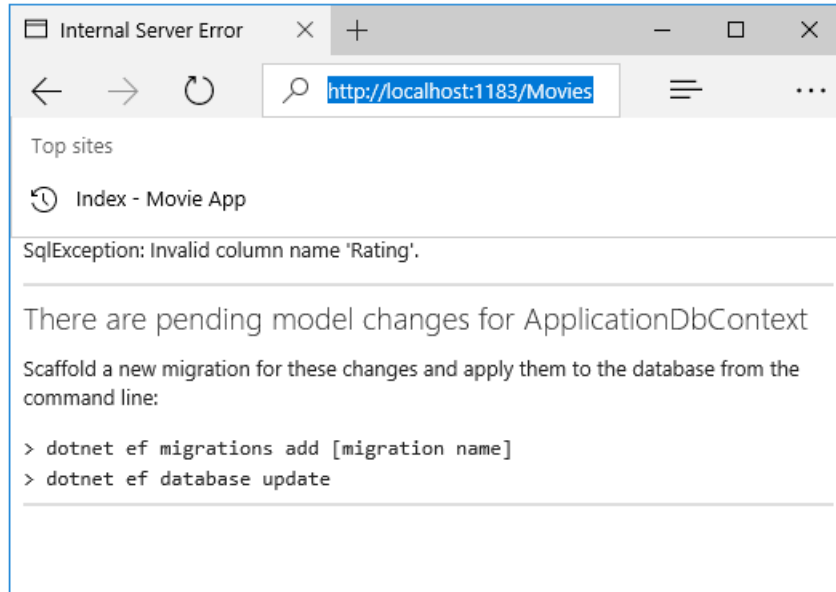 Internal Server Error
http://localhost:1183/Movies
Top sites
Index - Movie App
SqlException: Invalid column name 'Rating'.
There are pending model changes for ApplicationDbContext
Scaffold a new migration for these changes and apply them to the database from the
command line:
> dotnet ef migrations add [migration name]
> dotnet ef database update